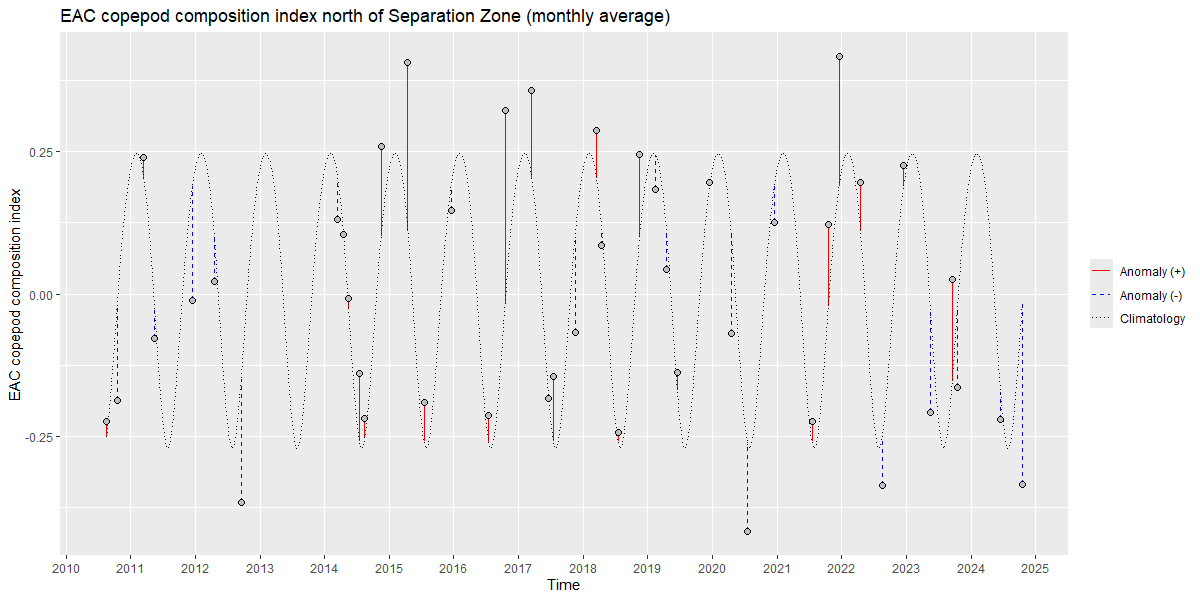 EAC copepod composition index north of Separation Zone (monthly average)
EAC copepod composition index
0.25
0.00
-0.25
2010 2011 2012 2013 2014 2015 2016 2017 2018 2019 2020 2021 2022 2023 2024 2025
Time
Anomaly (+)
Anomaly (-)
Climatology